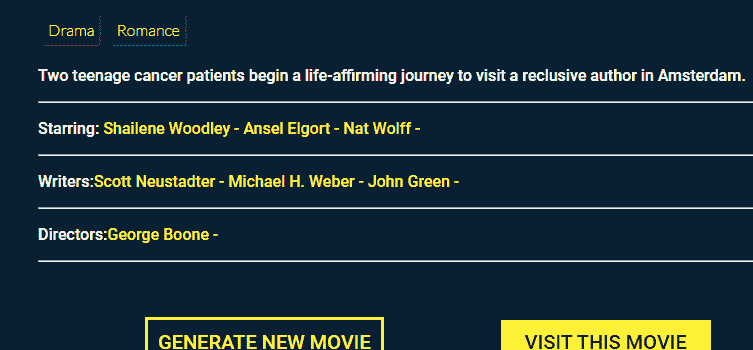 Drama Romance
Two teenage cancer patients begin a life-affirming journey to visit a reclusive author in Amsterdam.
Starring: Shailene Woodley - Ansel Elgort - Nat Wolff -
Writers:Scott Neustadter - Michael H. Weber - John Green -
Directors:George Boone -
GENERATE NEW MOVIE VISIT THIS MOVIE